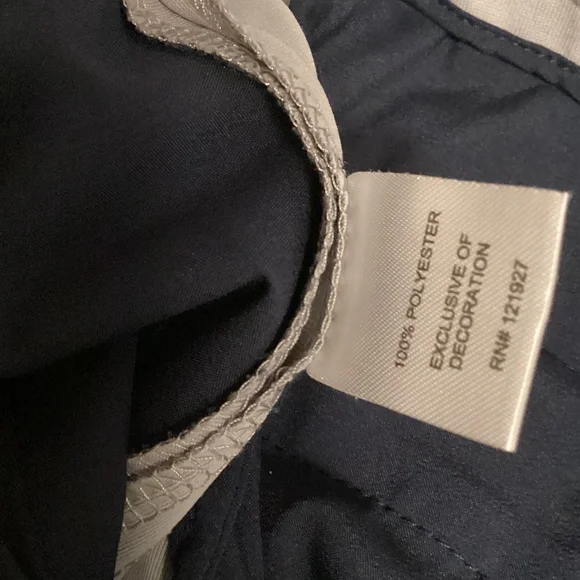 100% POLYESTER
EXCLUSIVE OF
DECORATION
RN# 121927